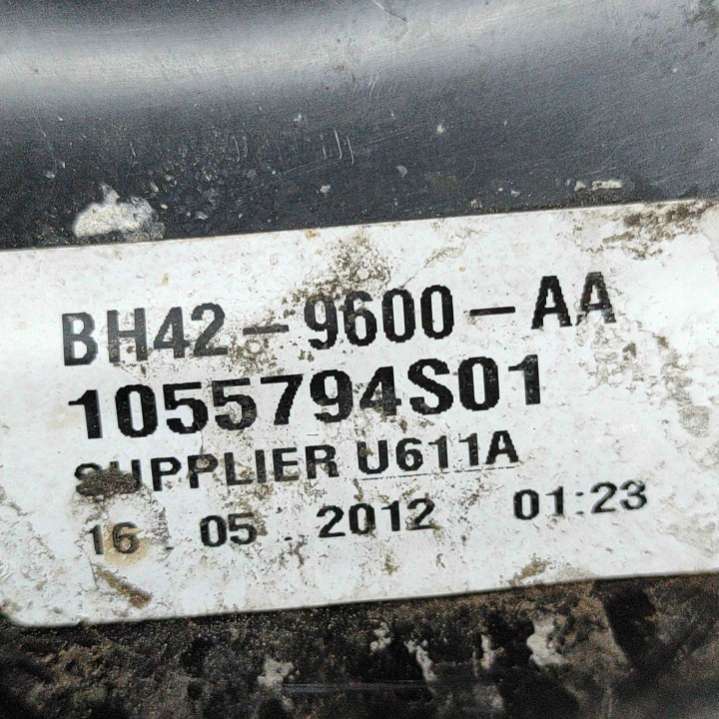 BH42-9600-AA
1055794S01
SUPPLIER U611A
16.05.2012 01:23